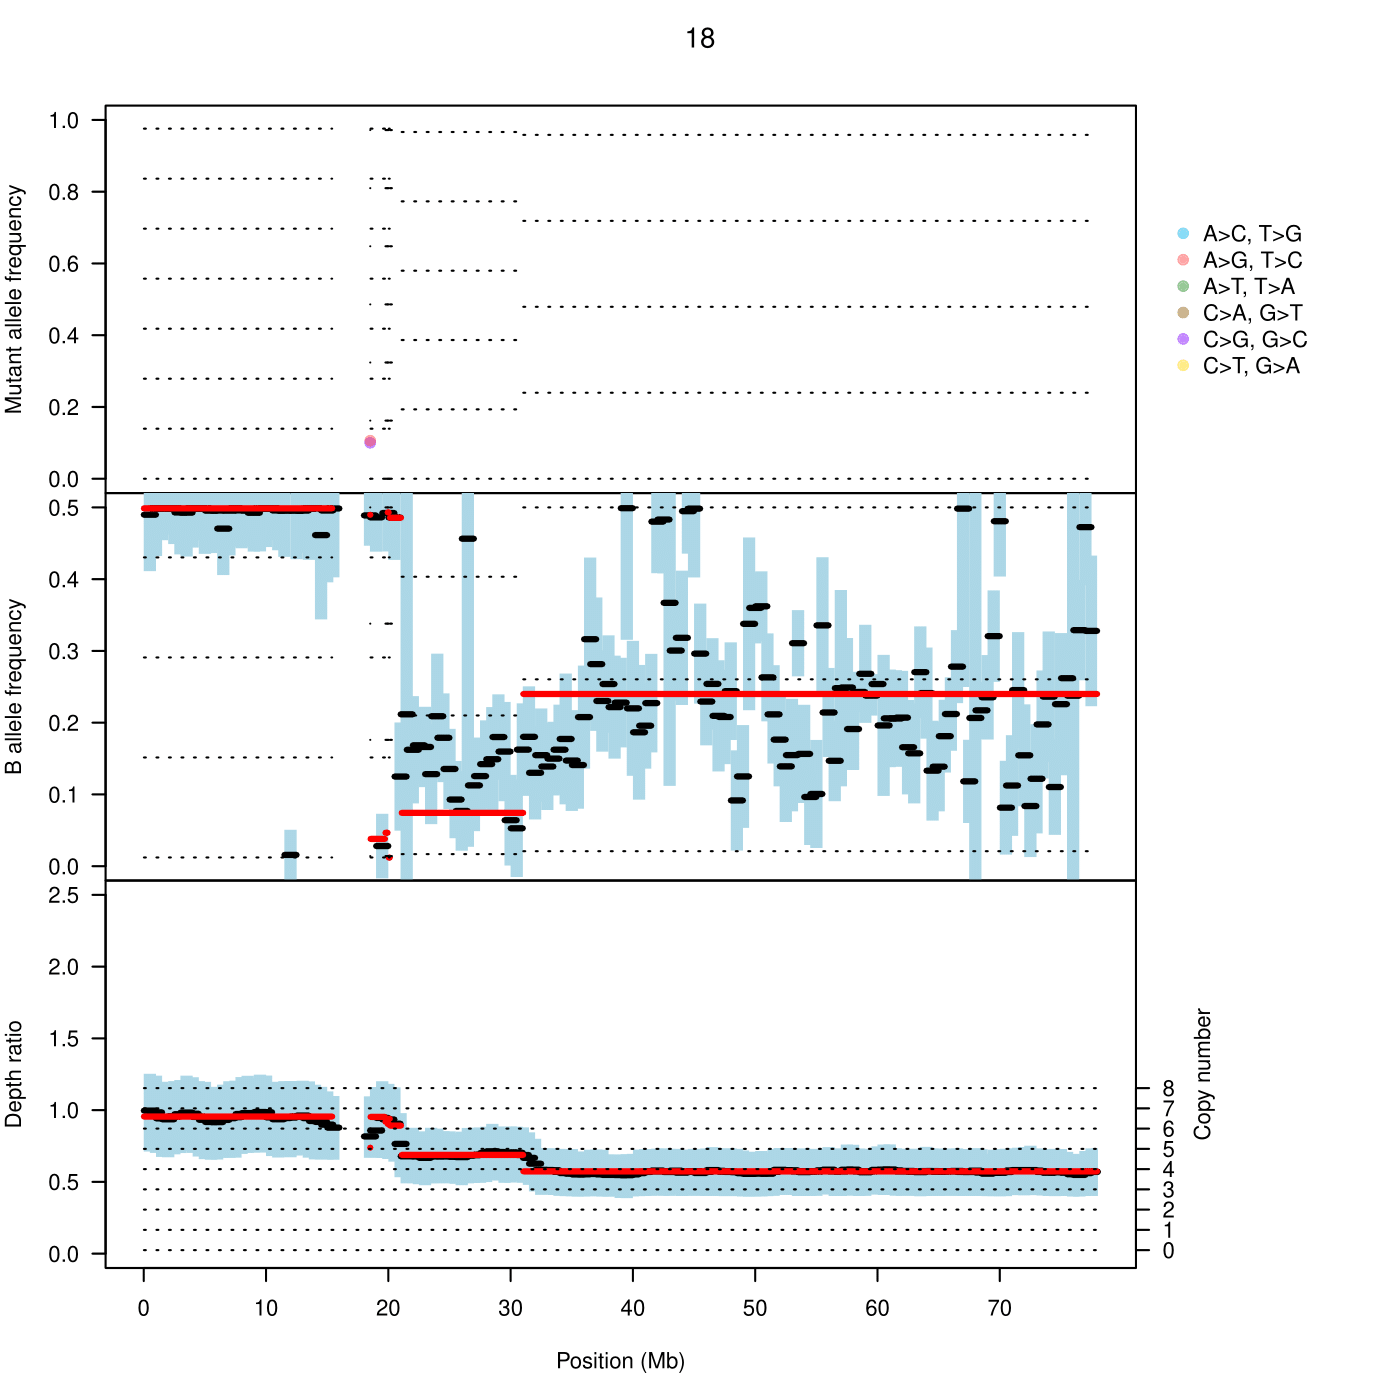 18
Mutant allele frequency
1.0
0.8
0.6
0.4
0.2
0.0
A>C, T>G
A>G, T>C
A>T, T>A
C>A, G>T
C>G, G>C
C>T, G>A
B allele frequency
0.5
0.4
0.3
0.2
0.1
0.0
Depth ratio
2.5
2.0
1.5
1.0
0.5
0.0
Copy number
8
7
6
5
4
3
2
1
0
0 10 20 30 40 50 60 70
Position (Mb)